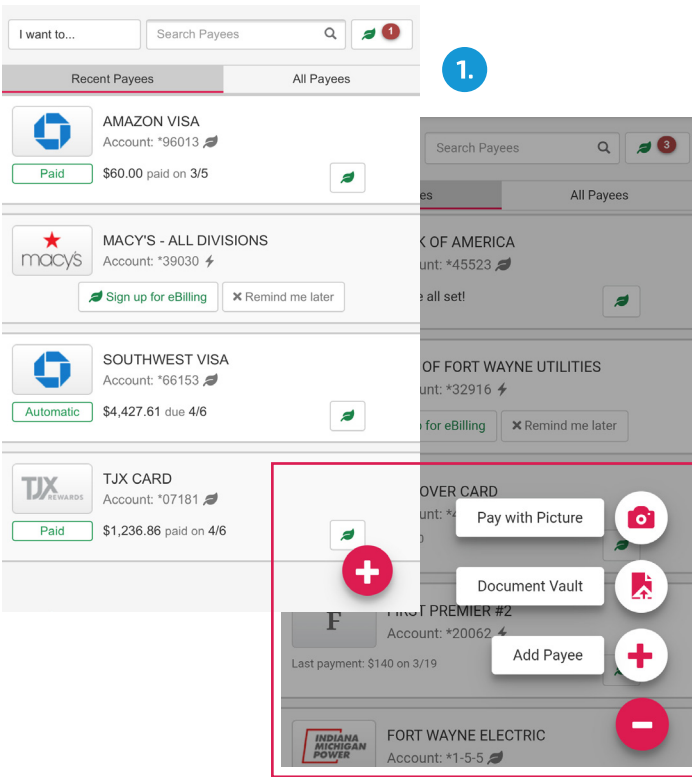 I want to...
Search Payees
1
Recent Payees
All Payees
AMAZON VISA
Account: *96013
Paid
$60.00 paid on 3/5
macy's
MACY'S - ALL DIVISIONS
Account: *39030
Sign up for eBilling
Remind me later
SOUTHWEST VISA
Account: *66153
Automatic
$4,427.61 due 4/6
TJX
REWARDS
TJX CARD
Account: *07181
Paid
$1,236.86 paid on 4/6
1.
Search Payees
3
All Payees
OF AMERICA
*45523
all set!
OF FORT WAYNE UTILITIES
*32916
for eBilling
Remind me later
OVER CARD
Pay with Picture
Document Vault
F
FIRST PREMIER #2
Account: *20062
Add Payee
Last payment: $140 on 3/19
INDIANA
MICHIGAN
POWER
FORT WAYNE ELECTRIC
Account: *1-5-5